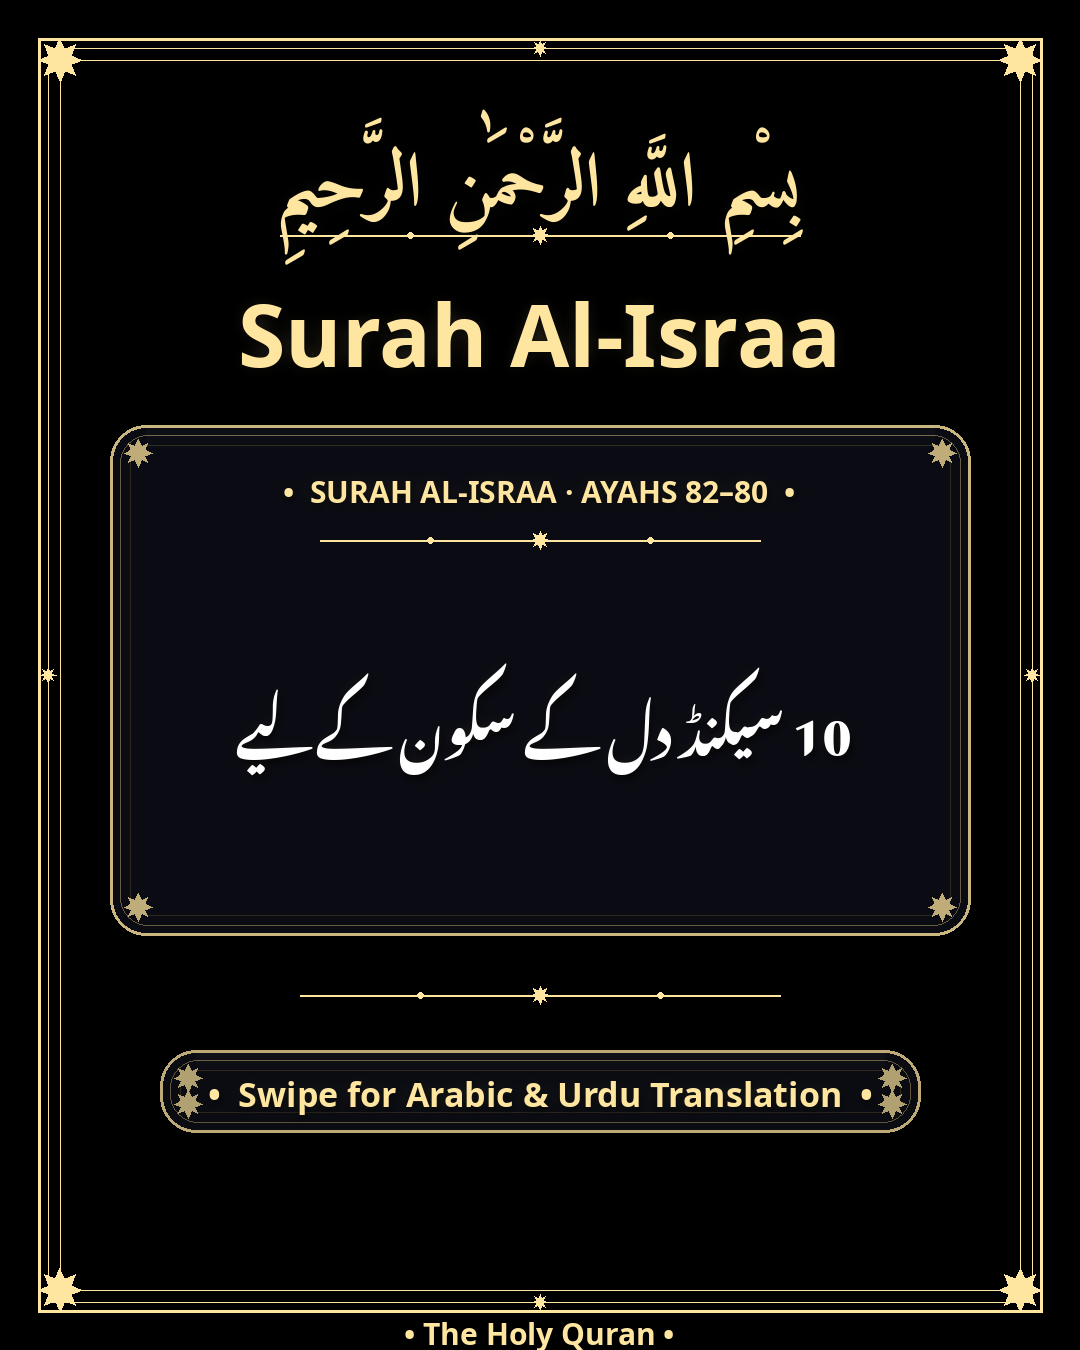 بِسْمِ اللَّهِ الرَّحْمَٰنِ الرَّحِيمِ
Surah Al-Israa
• SURAH AL-ISRAA · AYAHS 82–80 •
10 سیکنڈ دل کے سکون کے لیے
• Swipe for Arabic & Urdu Translation •
• The Holy Quran •